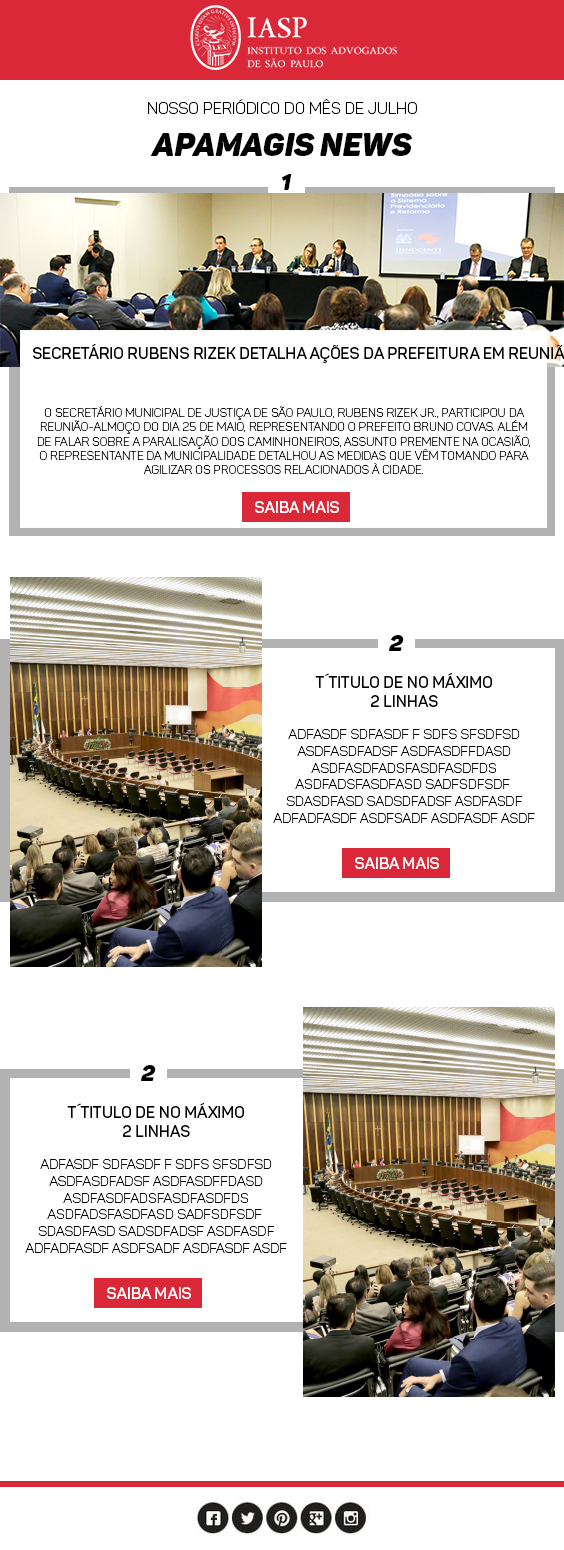 IASP
INSTITUTO DOS ADVOGADOS
DE SÃO PAULO
NOSSO PERIÓDICO DO MÊS DE JULHO
APAMAGIS NEWS
1
Simpósio sobre
o Sistema
Previdenciário
e Reforma
INNOCENTI
SECRETÁRIO RUBENS RIZEK DETALHA AÇÕES DA PREFEITURA EM REUNIÃ
O SECRETÁRIO MUNICIPAL DE JUSTIÇA DE SÃO PAULO, RUBENS RIZEK JR., PARTICIPOU DA
REUNIÃO-ALMOÇO DO DIA 25 DE MAIO, REPRESENTANDO O PREFEITO BRUNO COVAS. ALÉM
DE FALAR SOBRE A PARALISAÇÃO DOS CAMINHONEIROS, ASSUNTO PREMENTE NA OCASIÃO,
O REPRESENTANTE DA MUNICIPALIDADE DETALHOU AS MEDIDAS QUE VÊM TOMANDO PARA
AGILIZAR OS PROCESSOS RELACIONADOS À CIDADE.
SAIBA MAIS
2
T´TITULO DE NO MÁXIMO
2 LINHAS
ADFASDF SDFASDF F SDFS SFSDFSD
ASDFASDFADSF ASDFASDFFDASD
ASDFASDFADSFASDFASDFDS
ASDFADSFASDFASD SADFSDFSDF
SDASDFASD SADSDFADSF ASDFASDF
ADFADFASDF ASDFSADF ASDFASDF ASDF
SAIBA MAIS
2
T´TITULO DE NO MÁXIMO
2 LINHAS
ADFASDF SDFASDF F SDFS SFSDFSD
ASDFASDFADSF ASDFASDFFDASD
ASDFASDFADSFASDFASDFDS
ASDFADSFASDFASD SADFSDFSDF
SDASDFASD SADSDFADSF ASDFASDF
ADFADFASDF ASDFSADF ASDFASDF ASDF
SAIBA MAIS